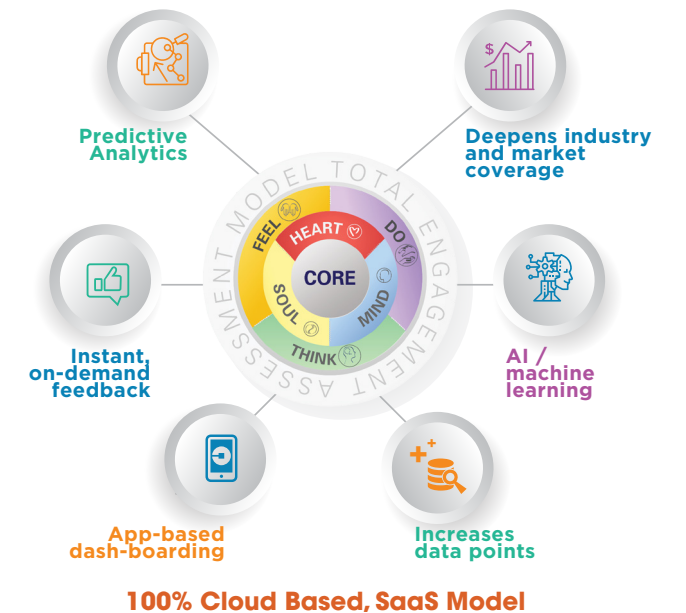 Predictive
Analytics
Deepens industry
and market
coverage
TOTAL ENGAGEMENT ASSESSMENT MODEL
FEEL
HEART
DO
CORE
SOUL
MIND
THINK
Instant,
on-demand
feedback
AI /
machine
learning
App-based
dash-boarding
Increases
data points
100% Cloud Based, SaaS Model